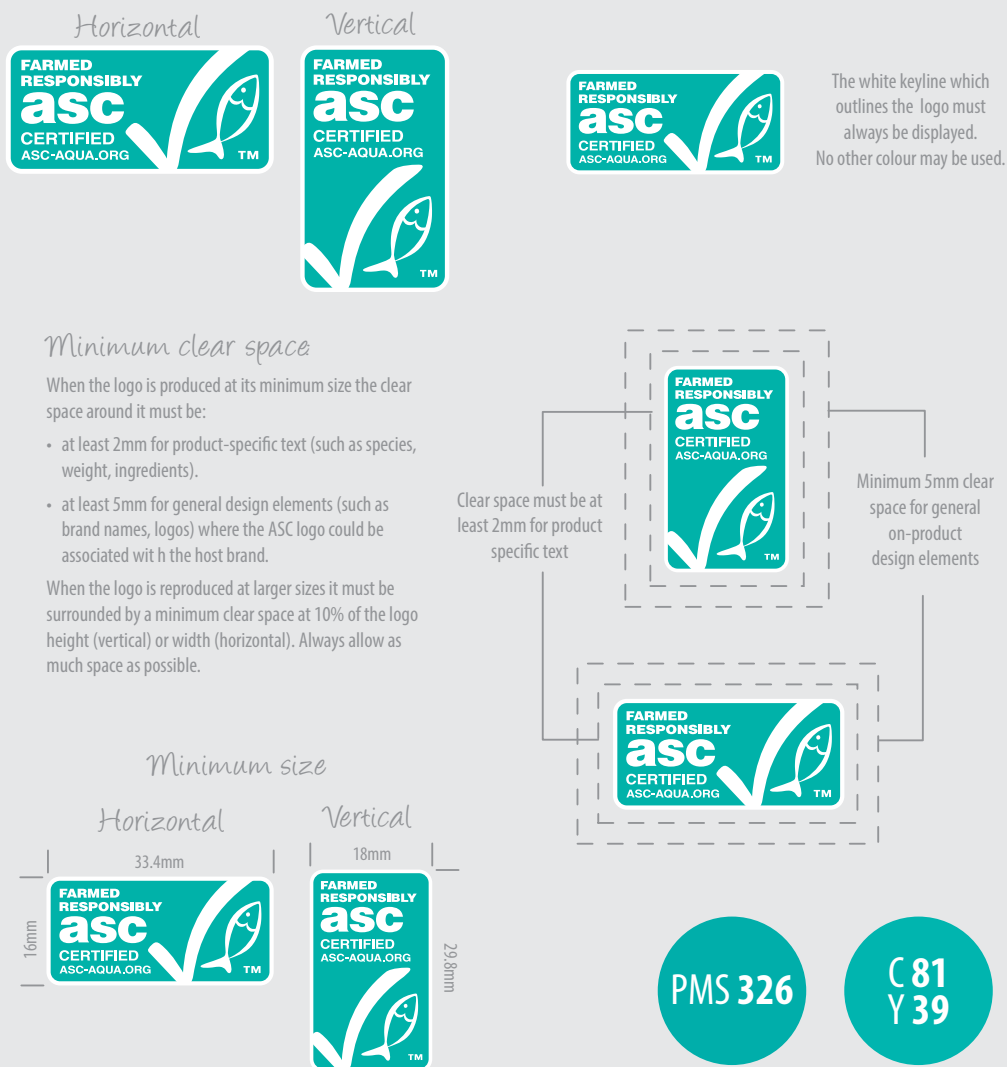 Horizontal
FARMED
RESPONSIBLY
asc
CERTIFIED
ASC-AQUA.ORG
TM
Vertical
FARMED
RESPONSIBLY
asc
CERTIFIED
ASC-AQUA.ORG
TM
FARMED
RESPONSIBLY
asc
CERTIFIED
ASC-AQUA.ORG
TM
The white keyline which
outlines the logo must
always be displayed.
No other colour may be used.
Minimum clear space:
When the logo is produced at its minimum size the clear
space around it must be:
• at least 2mm for product-specific text (such as species,
weight, ingredients).
• at least 5mm for general design elements (such as
brand names, logos) where the ASC logo could be
associated wit h the host brand.
When the logo is reproduced at larger sizes it must be
surrounded by a minimum clear space at 10% of the logo
height (vertical) or width (horizontal). Always allow as
much space as possible.
Clear space must be at
least 2mm for product
specific text
FARMED
RESPONSIBLY
asc
CERTIFIED
ASC-AQUA.ORG
TM
Minimum 5mm clear
space for general
on-product
design elements
FARMED
RESPONSIBLY
asc
CERTIFIED
ASC-AQUA.ORG
TM
Minimum size
Horizontal
33.4mm
16mm
FARMED
RESPONSIBLY
asc
CERTIFIED
ASC-AQUA.ORG
TM
Vertical
18mm
29.8mm
FARMED
RESPONSIBLY
asc
CERTIFIED
ASC-AQUA.ORG
TM
PMS 326
C 81
Y 39